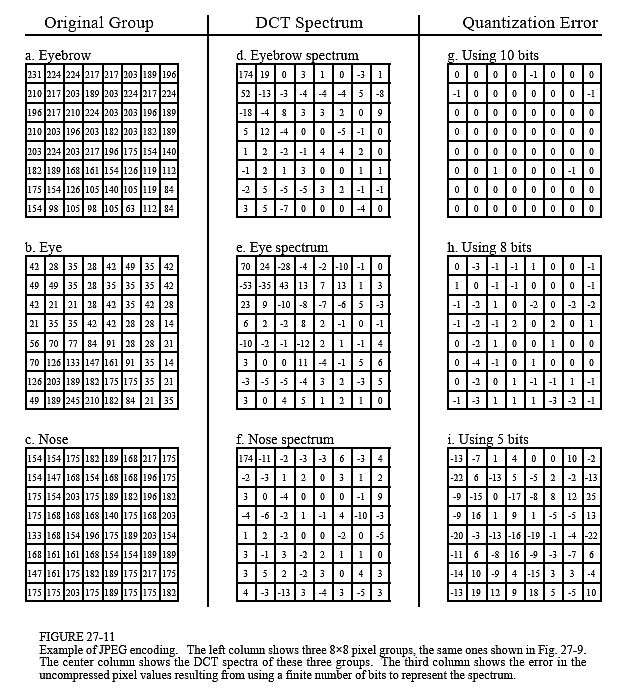 Original Group
DCT Spectrum
Quantization Error
a. Eyebrow
231 224 224 217 217 203 189 196
210 217 203 189 203 224 217 224
196 217 210 224 203 203 196 189
210 203 196 203 182 203 182 189
203 224 203 217 196 175 154 140
182 189 168 161 154 126 119 112
175 154 126 105 140 105 119 84
154 98 105 98 105 63 112 84
d. Eyebrow spectrum
174 19 0 3 1 0 -3 1
52 -13 -3 -4 -4 -4 5 -8
-18 -4 8 3 3 2 0 9
5 12 -4 0 0 -5 -1 0
1 2 -2 -1 4 4 2 0
-1 2 1 3 0 0 1 1
-2 5 -5 -5 3 2 -1 -1
3 5 -7 0 0 0 -4 0
g. Using 10 bits
0 0 0 0 -1 0 0 0
-1 0 0 0 0 0 0 -1
0 0 0 0 0 0 0 0
0 0 0 0 0 0 0 0
0 0 0 0 0 0 0 0
0 0 1 0 0 0 -1 0
0 0 0 0 0 0 0 0
0 0 0 0 0 0 0 0
b. Eye
42 28 35 28 42 49 35 42
49 49 35 28 35 35 35 42
42 21 21 28 42 35 42 28
21 35 35 42 42 28 28 14
56 70 77 84 91 28 28 21
70 126 133 147 161 91 35 14
126 203 189 182 175 175 35 21
49 189 245 210 182 84 21 35
e. Eye spectrum
70 24 -28 -4 -2 -10 -1 0
-53 -35 43 13 7 13 1 3
23 9 -10 -8 -7 -6 5 -3
6 2 -2 8 2 -1 0 -1
-10 -2 -1 -12 2 1 -1 4
3 0 0 11 -4 -1 5 6
-3 -5 -5 -4 3 2 -3 5
3 0 4 5 1 2 1 0
h. Using 8 bits
0 -3 -1 -1 1 0 0 -1
1 0 -1 -1 0 0 0 -1
-1 -2 1 0 -2 0 -2 -2
-1 -2 -1 2 0 2 0 1
0 -2 1 0 0 1 0 0
0 -4 -1 0 1 0 0 0
0 -2 0 1 -1 -1 1 -1
-1 -3 1 1 1 -3 -2 -1
c. Nose
154 154 175 182 189 168 217 175
154 147 168 154 168 168 196 175
175 154 203 175 189 182 196 182
175 168 168 168 140 175 168 203
133 168 154 196 175 189 203 154
168 161 161 168 154 154 189 189
147 161 175 182 189 175 217 175
175 175 203 175 189 175 175 182
f. Nose spectrum
174 -11 -2 -3 -3 6 -3 4
-2 -3 1 2 0 3 1 2
3 0 -4 0 0 0 -1 9
-4 -6 -2 1 -1 4 -10 -3
1 2 -2 0 0 -2 0 -5
3 -1 3 -2 2 1 1 0
3 5 2 -2 3 0 4 3
4 -3 -13 3 -4 3 -5 3
i. Using 5 bits
-13 -7 1 4 0 0 10 -2
-22 6 -13 5 -5 2 -2 -13
-9 -15 0 -17 -8 8 12 25
-9 16 1 9 1 -5 -5 13
-20 -3 -13 -16 -19 -1 -4 -22
-11 6 -8 16 -9 -3 -7 6
-14 10 -9 4 -15 3 3 -4
-13 19 12 9 18 5 -5 10
FIGURE 27-11
Example of JPEG encoding. The left column shows three 8×8 pixel groups, the same ones shown in Fig. 27-9.
The center column shows the DCT spectra of these three groups. The third column shows the error in the
uncompressed pixel values resulting from using a finite number of bits to represent the spectrum.